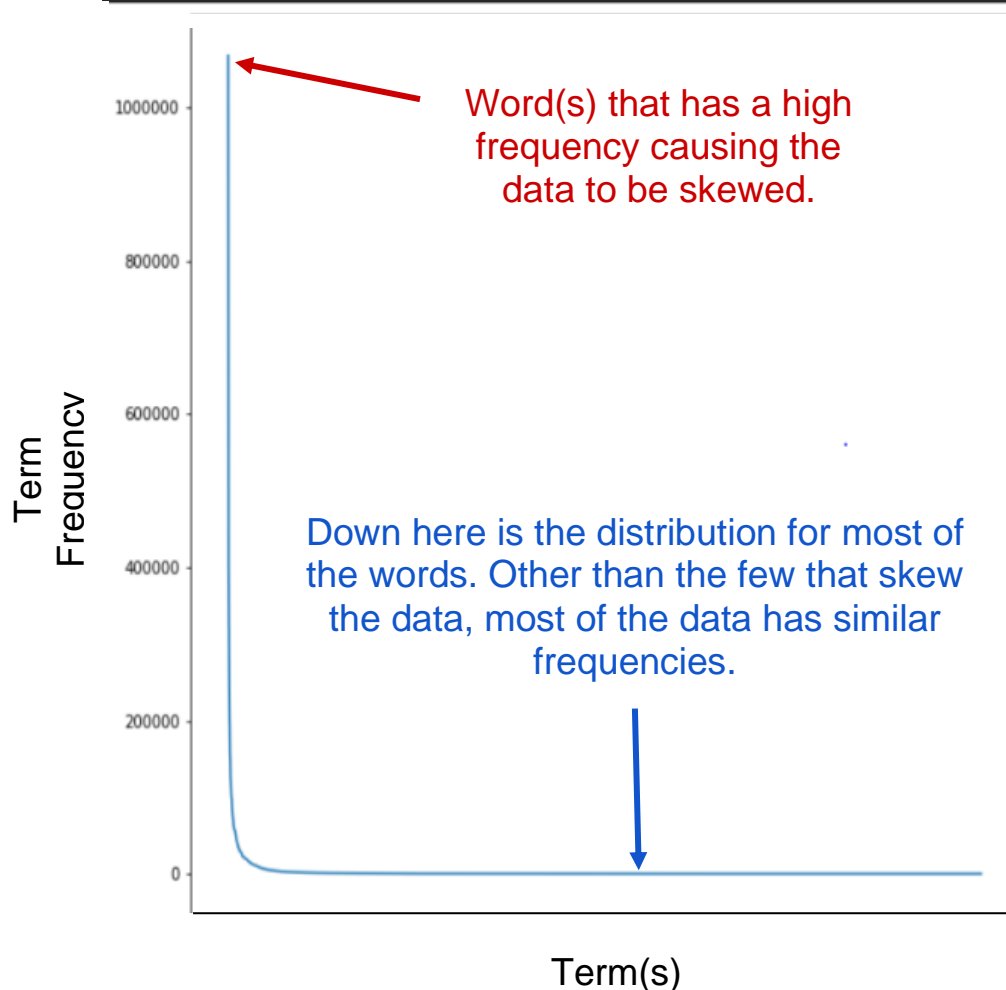 Word(s) that has a high
frequency causing the
data to be skewed.
1000000
800000
600000
400000
200000
0
Term
Frequency
Down here is the distribution for most of
the words. Other than the few that skew
the data, most of the data has similar
frequencies.
Term(s)